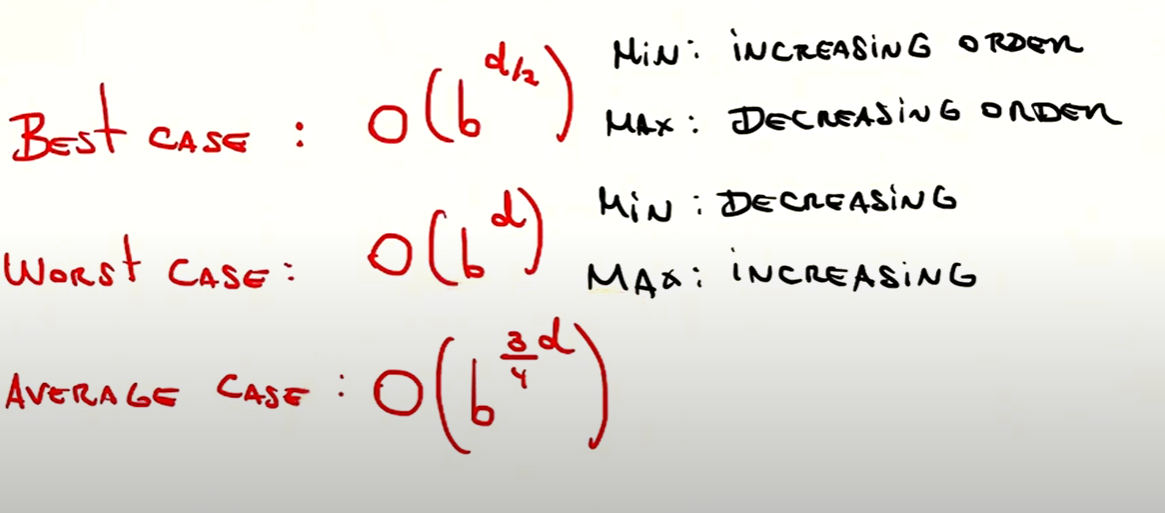 BEST CASE : O(b^{d/2}) MIN: INCREASING ORDER
MAX: DECREASING ORDER
WORST CASE: O(b^d) MIN : DECREASING
MAX: INCREASING
AVERAGE CASE : O(b^{\frac{3}{4}d})